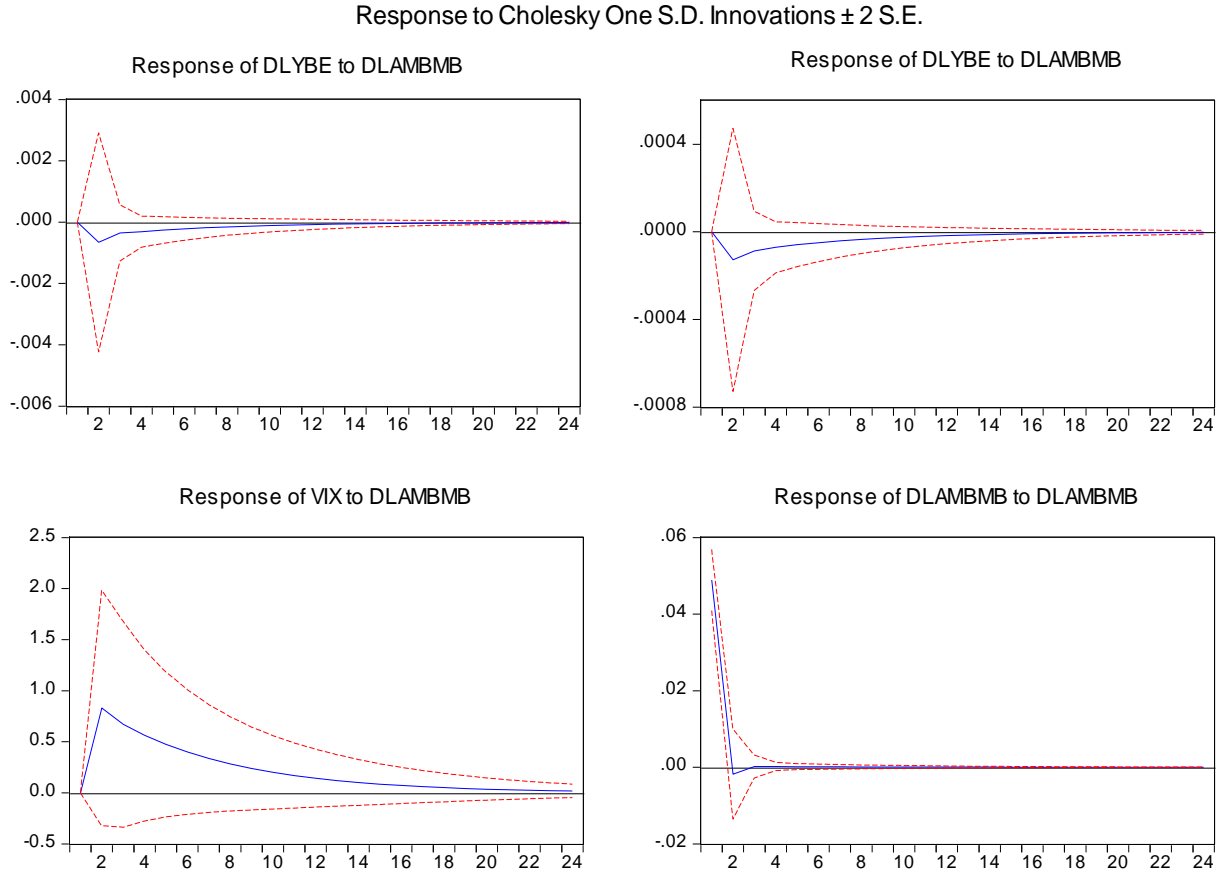 Response to Cholesky One S.D. Innovations ± 2 S.E.
Response of DLYBE to DLAMBMB
.004
.002
.000
-.002
-.004
-.006
2 4 6 8 10 12 14 16 18 20 22 24
Response of DLYBE to DLAMBMB
.0004
.0000
-.0004
-.0008
2 4 6 8 10 12 14 16 18 20 22 24
Response of VIX to DLAMBMB
2.5
2.0
1.5
1.0
0.5
0.0
-0.5
2 4 6 8 10 12 14 16 18 20 22 24
Response of DLAMBMB to DLAMBMB
.06
.04
.02
.00
-.02
2 4 6 8 10 12 14 16 18 20 22 24